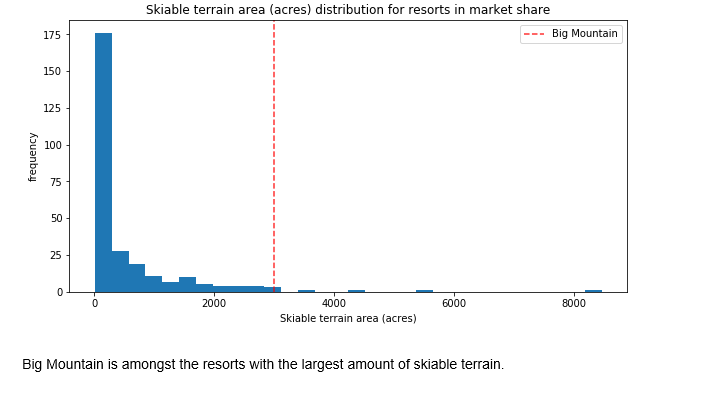 Skiable terrain area (acres) distribution for resorts in market share
Big Mountain
175
150
125
100
75
50
25
0
frequency
0 2000 4000 6000 8000
Skiable terrain area (acres)
Big Mountain is amongst the resorts with the largest amount of skiable terrain.